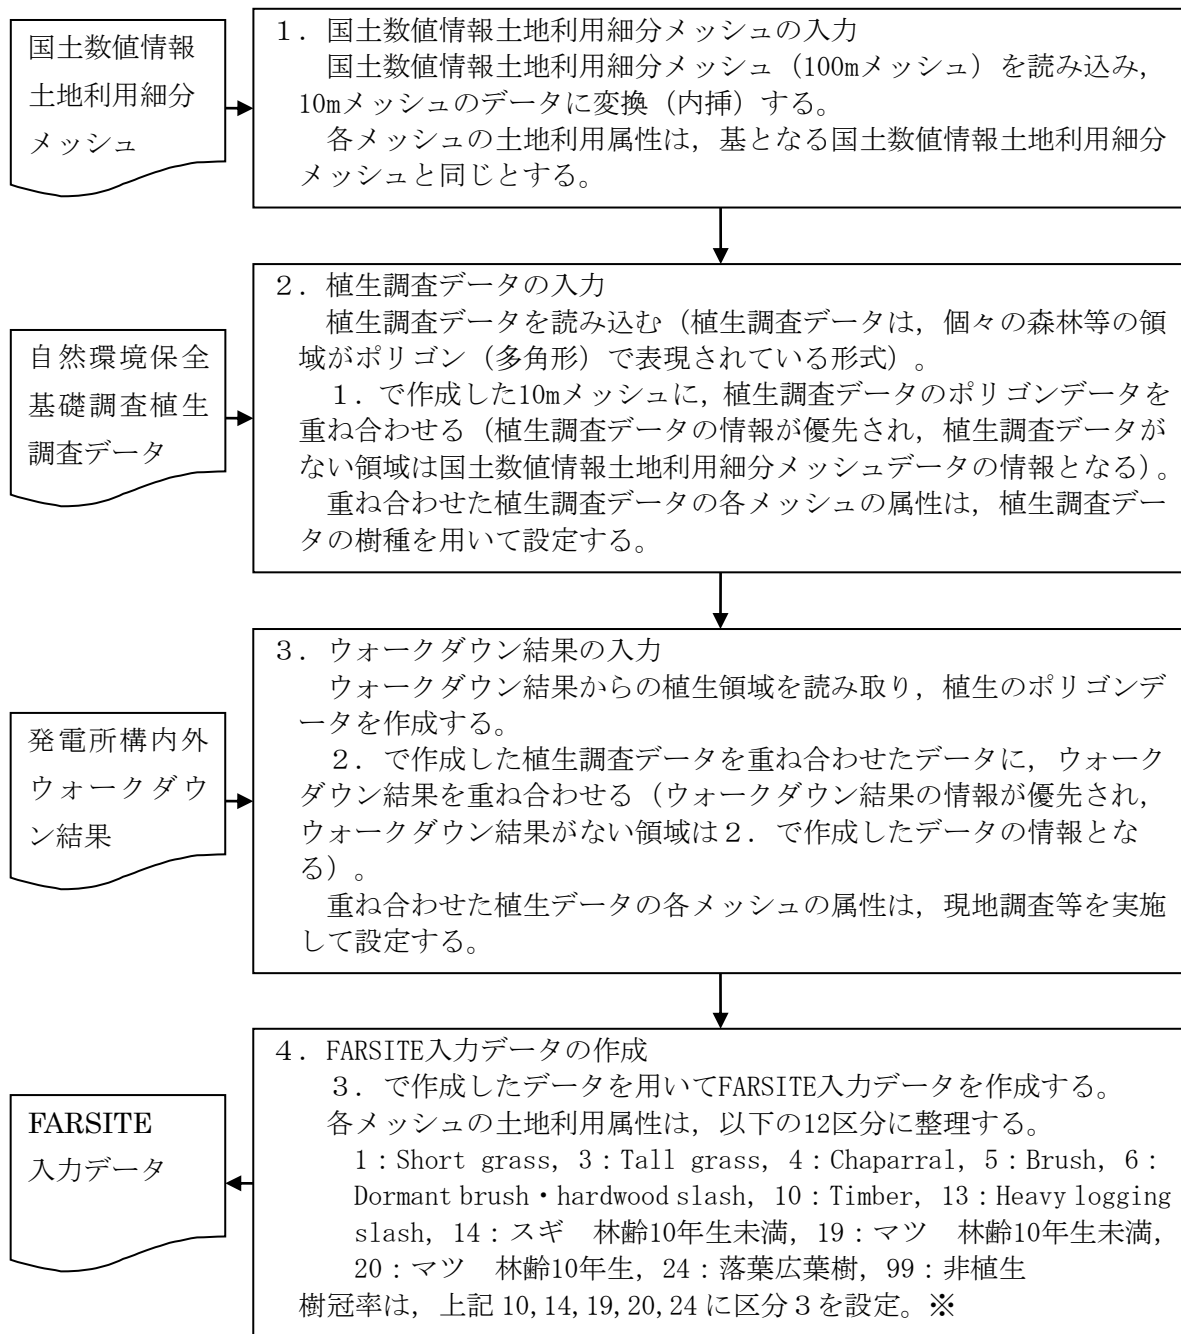 国土数値情報
土地利用細分
メッシュ
１．国土数値情報土地利用細分メッシュの入力
国土数値情報土地利用細分メッシュ（100mメッシュ）を読み込み，
10mメッシュのデータに変換（内挿）する。
各メッシュの土地利用属性は，基となる国土数値情報土地利用細分
メッシュと同じとする。
自然環境保全
基礎調査植生
調査データ
２．植生調査データの入力
植生調査データを読み込む（植生調査データは，個々の森林等の領
域がポリゴン（多角形）で表現されている形式）。
１．で作成した10mメッシュに，植生調査データのポリゴンデータを
重ね合わせる（植生調査データの情報が優先され，植生調査データが
ない領域は国土数値情報土地利用細分メッシュデータの情報となる）。
重ね合わせた植生調査データの各メッシュの属性は，植生調査デー
タの樹種を用いて設定する。
発電所構内外
ウォークダウ
ン結果
３．ウォークダウン結果の入力
ウォークダウン結果からの植生領域を読み取り，植生のポリゴンデ
ータを作成する。
２．で作成した植生調査データを重ね合わせたデータに，ウォーク
ダウン結果を重ね合わせる（ウォークダウン結果の情報が優先され，
ウォークダウン結果がない領域は２．で作成したデータの情報とな
る）。
重ね合わせた植生データの各メッシュの属性は，現地調査等を実施
して設定する。
FARSITE
入力データ
４．FARSITE入力データの作成
３．で作成したデータを用いてFARSITE入力データを作成する。
各メッシュの土地利用属性は，以下の12区分に整理する。
1：Short grass，3：Tall grass，4：Chaparral，5：Brush，6：
Dormant brush・hardwood slash，10：Timber，13：Heavy logging
slash，14：スギ　林齢10年生未満，19：マツ　林齢10年生未満，
20：マツ　林齢10年生，24：落葉広葉樹，99：非植生
樹冠率は，上記 10,14,19,20,24 に区分３を設定。※